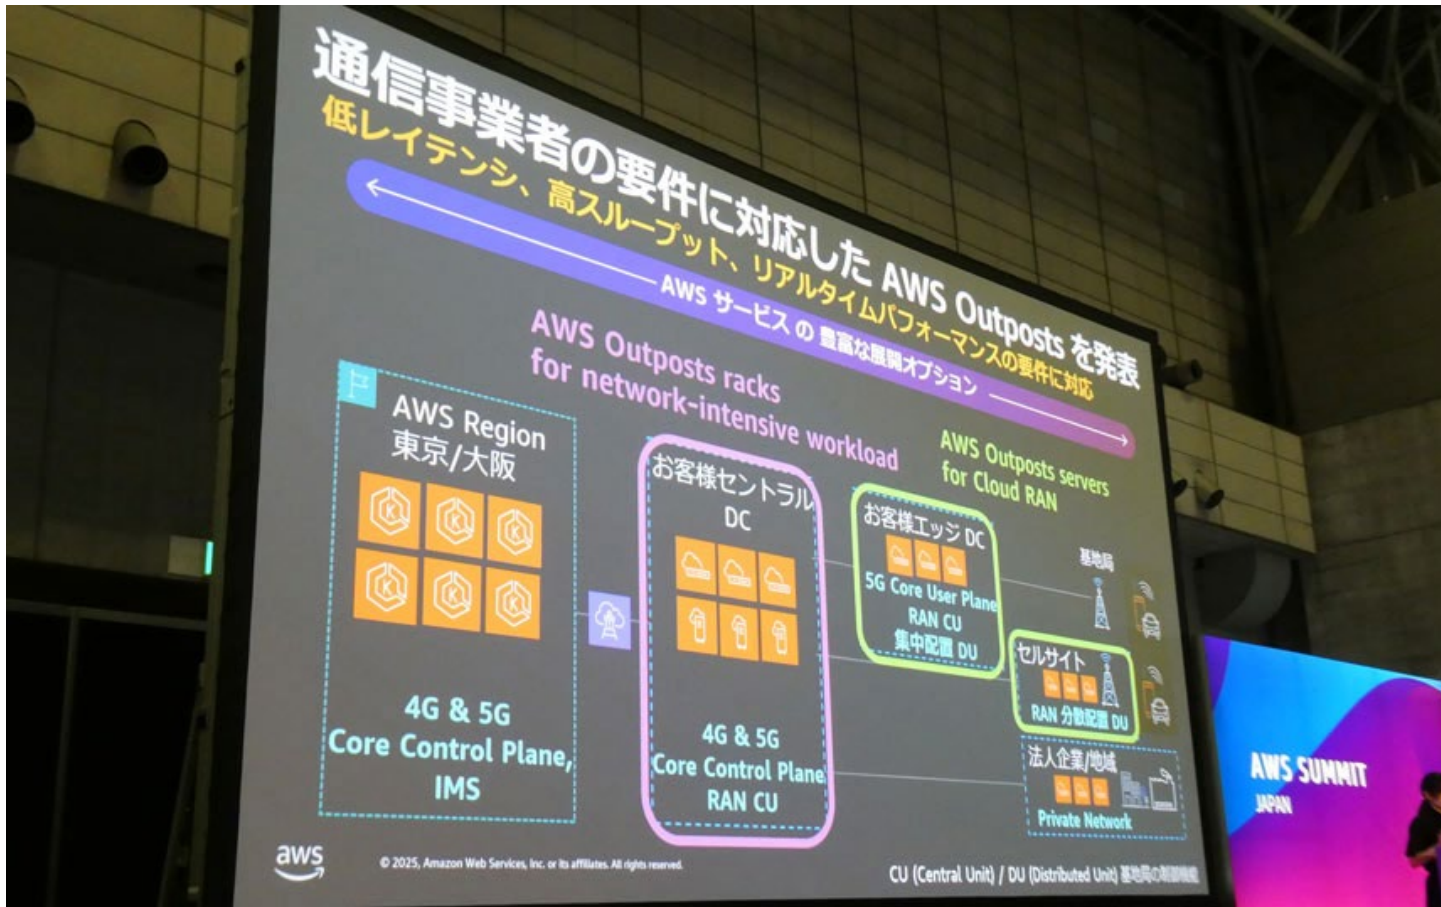 通信事業者の要件に対応した AWS Outposts を発表
低レイテンシ、高スループット、リアルタイムパフォーマンスの要件に対応
AWS サービス の 豊富な展開オプション
AWS Outposts racks
for network-intensive workload
AWS Outposts servers
for Cloud RAN
AWS Region
東京/大阪
4G & 5G
Core Control Plane,
IMS
お客様セントラル
DC
4G & 5G
Core Control Plane
RAN CU
お客様エッジ DC
5G Core User Plane
RAN CU
集中配置 DU
基地局
セルサイト
RAN 分散配置 DU
法人企業/地域
Private Network
aws
© 2025, Amazon Web Services, Inc. or its affiliates. All rights reserved.
CU (Central Unit) / DU (Distributed Unit) 基地局の制御機能
AWS SUMMIT
JAPAN